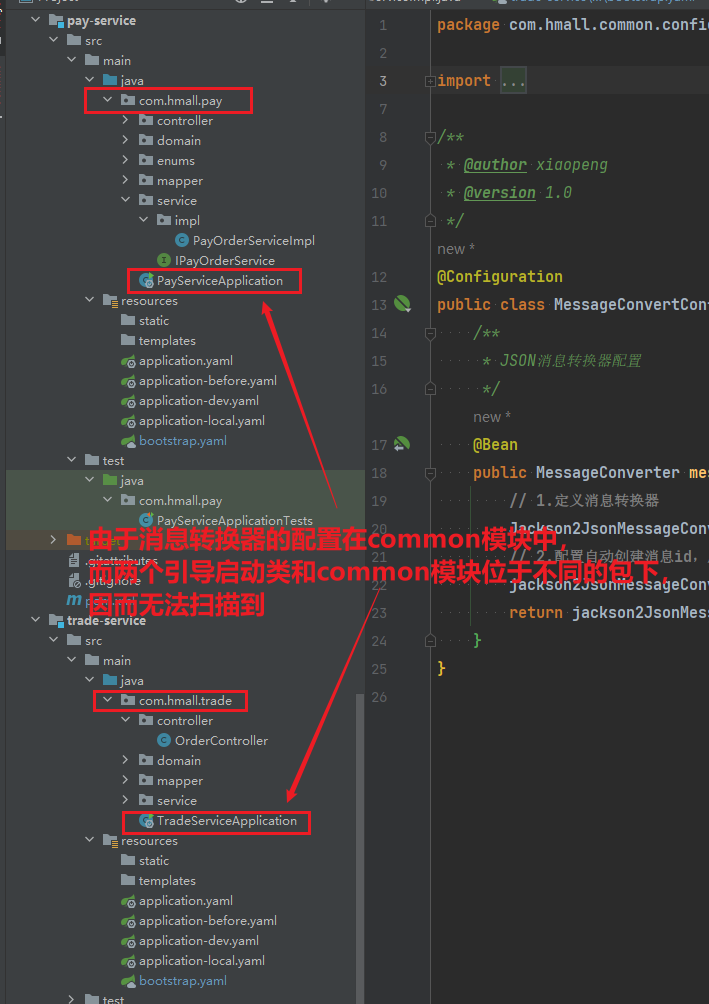 pay-service
src
main
java
com.hmall.pay
controller
domain
enums
mapper
service
impl
PayOrderServiceImpl
IPayOrderService
PayServiceApplication
resources
static
templates
application.yaml
application-before.yaml
application-dev.yaml
application-local.yaml
bootstrap.yaml
test
java
com.hmall.pay
PayServiceApplicationTests
.gitattributes
.gitignore
由于消息转换器的配置在common模块中,
而两个引导启动类和common模块位于不同的包下,
因而无法扫描到
trade-service
src
main
java
com.hmall.trade
controller
OrderController
domain
mapper
service
TradeServiceApplication
resources
static
templates
application.yaml
application-before.yaml
application-dev.yaml
application-local.yaml
bootstrap.yaml
test
1 package com.hmall.common.config
2
3 import ...
7
8 /**
9 * @author xiaopeng
10 * @version 1.0
11 */
new *
12 @Configuration
13 public class MessageConvertCon
14 /**
15 * JSON消息转换器配置
16 */
new *
17 @Bean
18 public MessageConverter mes
19 // 1.定义消息转换器
20 Jackson2JsonMessageConv
21 // 2.配置自动创建消息id,
22 jackson2JsonMessageConv
23 return jackson2JsonMess
24 }
25 }
26